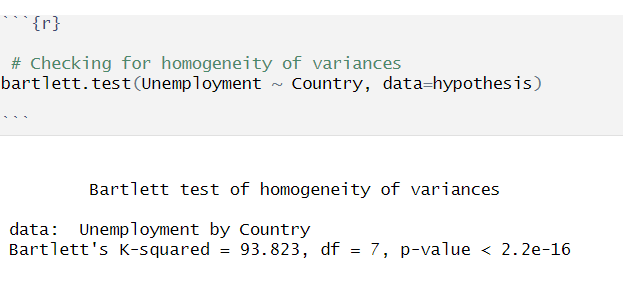 ```{r}
# Checking for homogeneity of variances
bartlett.test(Unemployment ~ Country, data=hypothesis)
```
Bartlett test of homogeneity of variances
data:  Unemployment by Country
Bartlett's K-squared = 93.823, df = 7, p-value < 2.2e-16